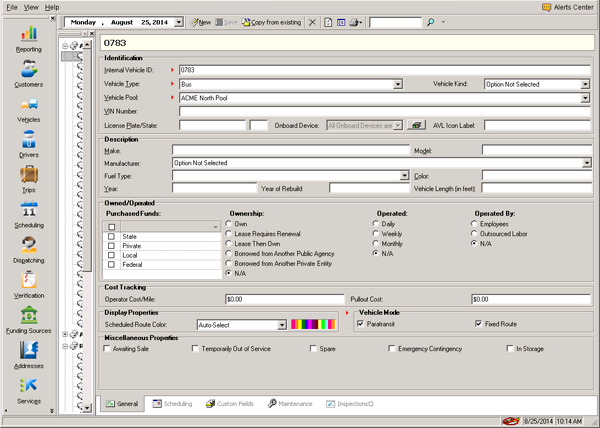 File View Help Alerts Center
Monday , August 25, 2014 New Save Copy from existing
Reporting
Customers
Vehicles
Drivers
Trips
Scheduling
Dispatching
Verification
Funding Sources
Addresses
Services
0783
Identification
Internal Vehicle ID: 0783
Vehicle Type: Bus Vehicle Kind: Option Not Selected
Vehicle Pool: ACME North Pool
VIN Number:
License Plate/State: Onboard Device: All Onboard Devices are AVL Icon Label:
Description
Make: Model:
Manufacturer: Option Not Selected
Fuel Type: Color:
Year: Year of Rebuild: Vehicle Length (in feet):
Owned/Operated
Purchased Funds: Ownership: Operated: Operated By:
Own Daily Employees
State Lease Requires Renewal Weekly Outsourced Labor
Private Lease Then Own Monthly N/A
Local Borrowed from Another Public Agency N/A
Federal Borrowed from Another Private Entity
N/A
Cost Tracking
Operator Cost/Mile: $0.00 Pullout Cost: $0.00
Display Properties Vehicle Mode
Scheduled Route Color: Auto-Select Paratransit Fixed Route
Miscellaneous Properties
Awaiting Sale Temporarily Out of Service Spare Emergency Contingency In Storage
General Scheduling Custom Fields Maintenance Inspections
8/25/2014 10:14 AM